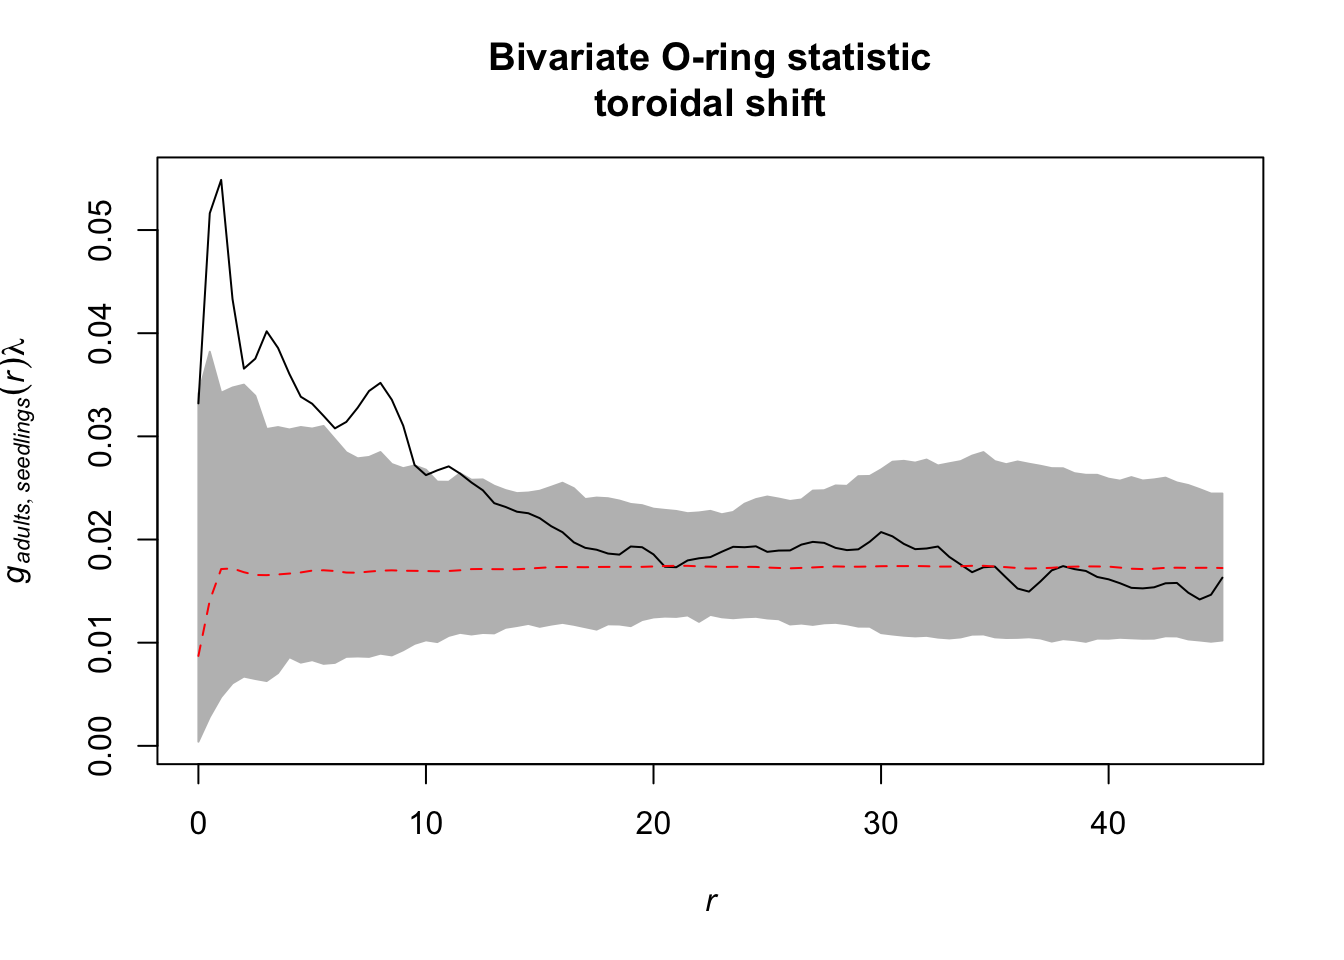 Bivariate O-ring statistic
toroidal shift
g adults, seedlings(r)λ
0.05
0.04
0.03
0.02
0.01
0.00
0 10 20 30 40
r